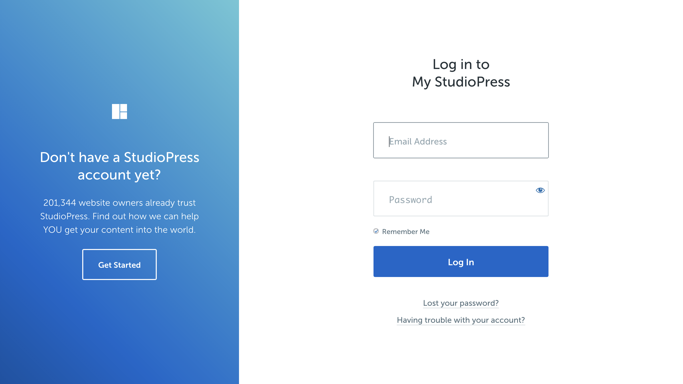 Don't have a StudioPress
account yet?
201,344 website owners already trust
StudioPress. Find out how we can help
YOU get your content into the world.
Get Started
Log in to
My StudioPress
Email Address
Password
Remember Me
Log In
Lost your password?
Having trouble with your account?